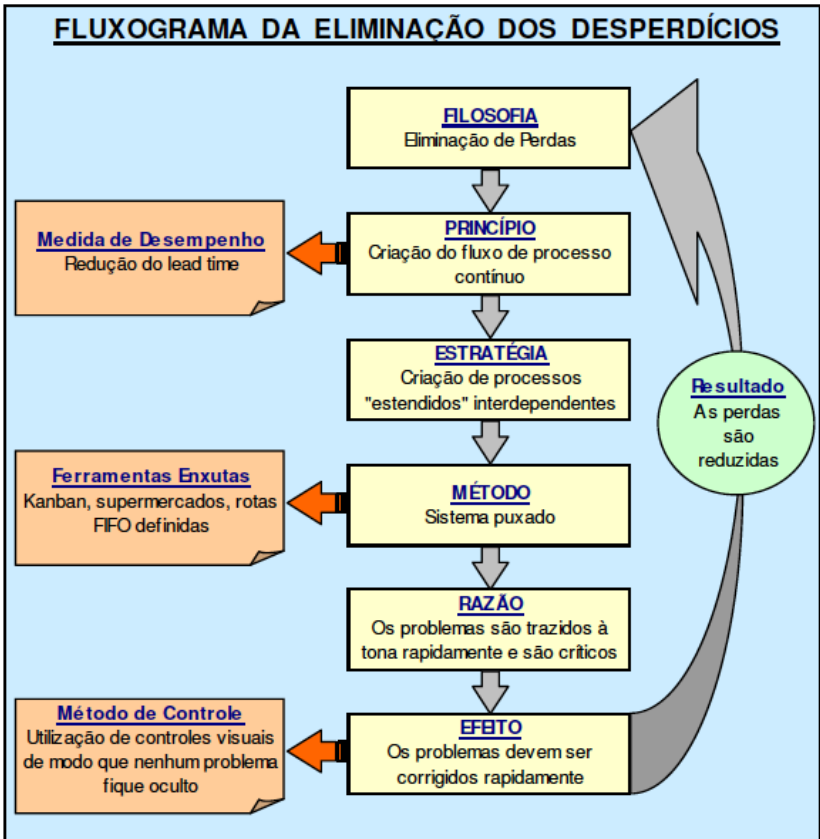 FLUXOGRAMA DA ELIMINAÇÃO DOS DESPERDÍCIOS
FILOSOFIA
Eliminação de Perdas
PRINCÍPIO
Criação do fluxo de processo
contínuo
Medida de Desempenho
Redução do lead time
ESTRATÉGIA
Criação de processos
"estendidos" interdependentes
Resultado
As perdas
são
reduzidas
MÉTODO
Sistema puxado
Ferramentas Enxutas
Kanban, supermercados, rotas
FIFO definidas
RAZÃO
Os problemas são trazidos à
tona rapidamente e são críticos
EFEITO
Os problemas devem ser
corrigidos rapidamente
Método de Controle
Utilização de controles visuais
de modo que nenhum problema
fique oculto